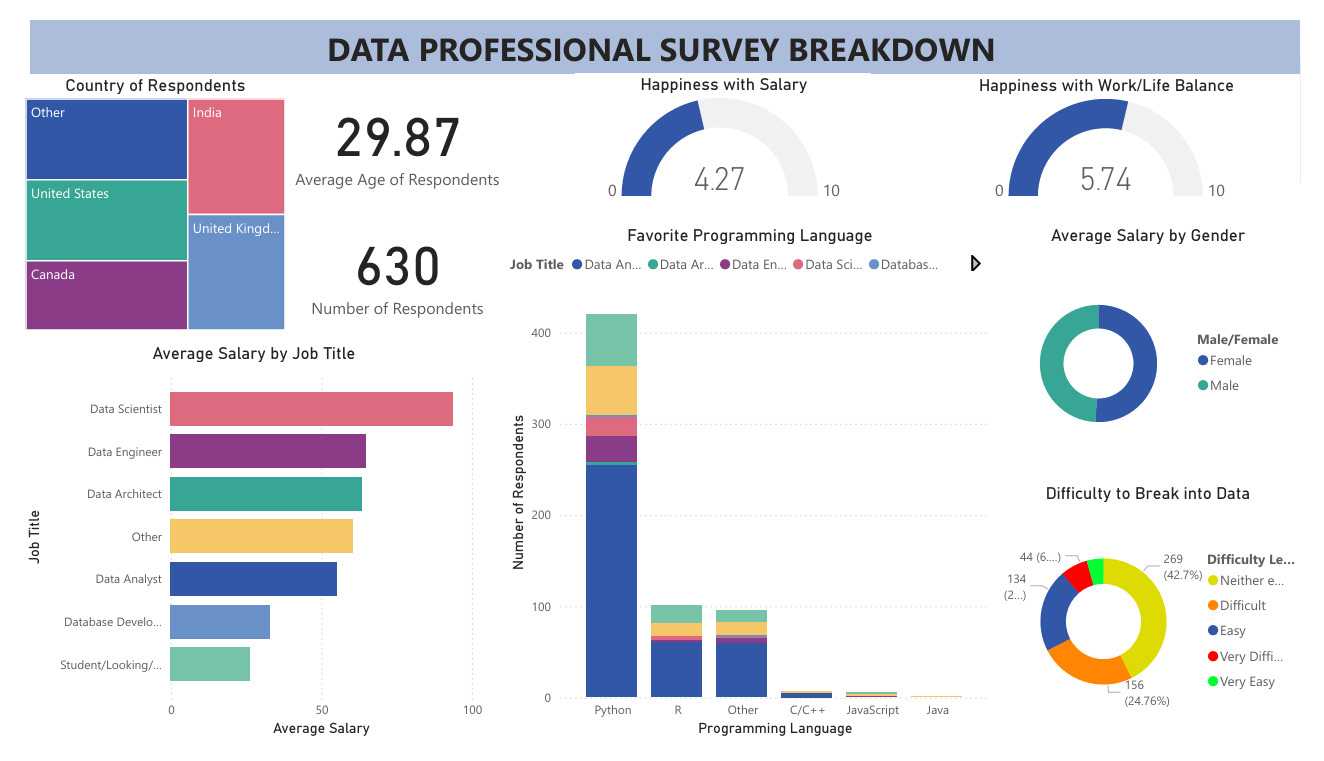 DATA PROFESSIONAL SURVEY BREAKDOWN
Country of Respondents
Other
India
United States
United Kingd...
Canada
29.87
Average Age of Respondents
630
Number of Respondents
Happiness with Salary
4.27
0
10
Happiness with Work/Life Balance
5.74
0
10
Average Salary by Job Title
Job Title
Data Scientist
Data Engineer
Data Architect
Other
Data Analyst
Database Develo...
Student/Looking/...
0
50
100
Average Salary
Favorite Programming Language
Job Title
Data An...
Data Ar...
Data En...
Data Sci...
Databas...
Number of Respondents
400
300
200
100
0
Python
R
Other
C/C++
JavaScript
Java
Programming Language
Average Salary by Gender
Male/Female
Female
Male
Difficulty to Break into Data
44 (6....)
134
(2...)
269
(42.7%)
156
(24.76%)
Difficulty Le...
Neither e...
Difficult
Easy
Very Diffi...
Very Easy